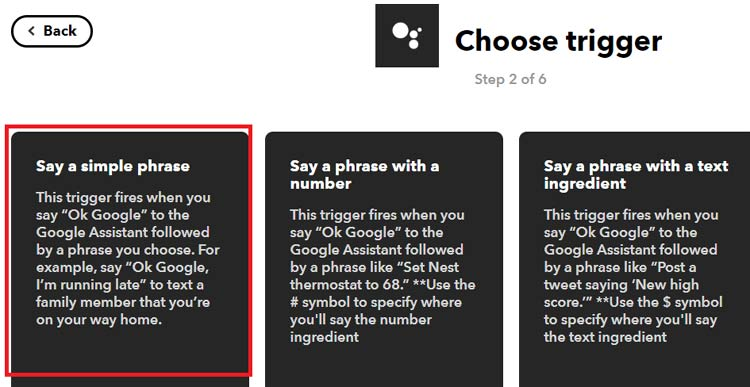 Back
Choose trigger
Step 2 of 6
Say a simple phrase
This trigger fires when you
say “Ok Google” to the
Google Assistant followed
by a phrase you choose. For
example, say “Ok Google,
I’m running late” to text a
family member that you’re
on your way home.
Say a phrase with a
number
This trigger fires when you
say “Ok Google” to the
Google Assistant followed
by a phrase like “Set Nest
thermostat to 68.” **Use the
# symbol to specify where
you'll say the number
ingredient
Say a phrase with a text
ingredient
This trigger fires when you
say “Ok Google” to the
Google Assistant followed
by a phrase like “Post a
tweet saying ‘New high
score.’” **Use the $ symbol
to specify where you'll say
the text ingredient